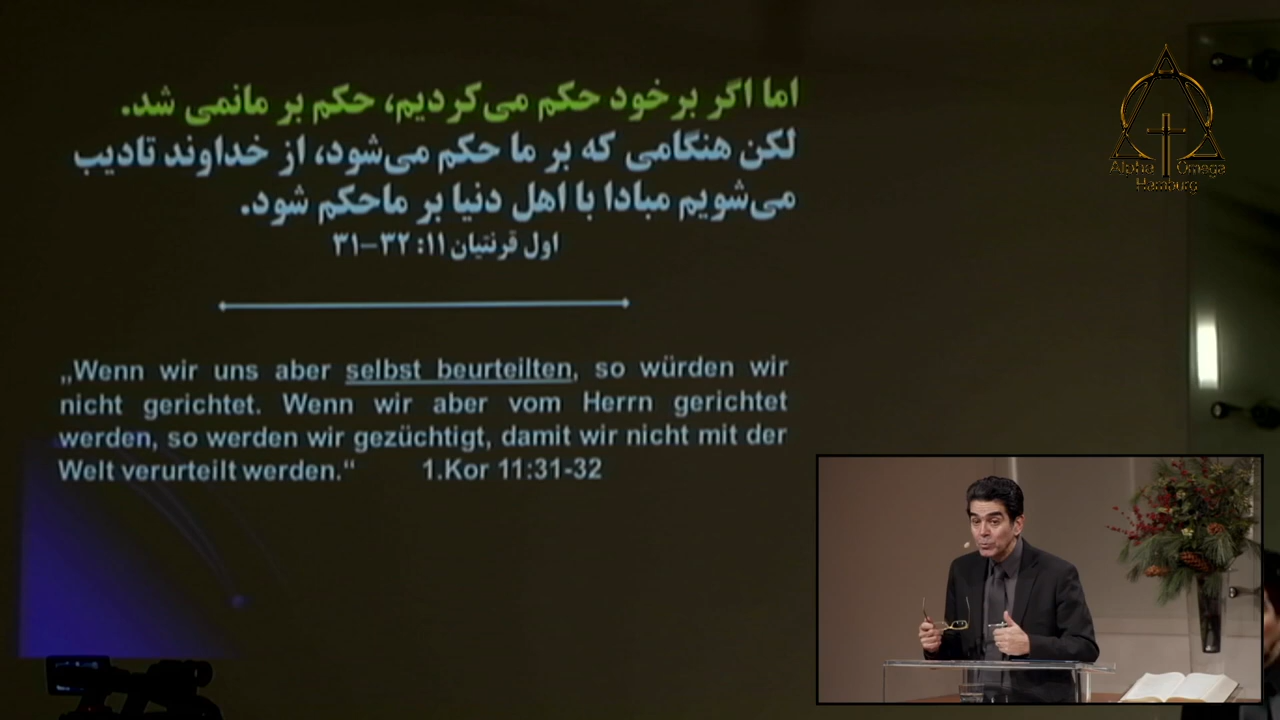 اما اگر برخود حکم می‌کردیم، حکم بر مانمی شد.
لکن هنگامی که بر ما حکم می‌شود، از خداوند تادیب
می‌شویم مبادا با اهل دنیا بر ماحکم شود.
اول قرنتیان ۱۱: ۳۲–۳۱
„Wenn wir uns aber selbst beurteilten, so würden wir
nicht gerichtet. Wenn wir aber vom Herrn gerichtet
werden, so werden wir gezüchtigt, damit wir nicht mit der
Welt verurteilt werden.“ 1.Kor 11:31-32
Alpha Omega
Hamburg